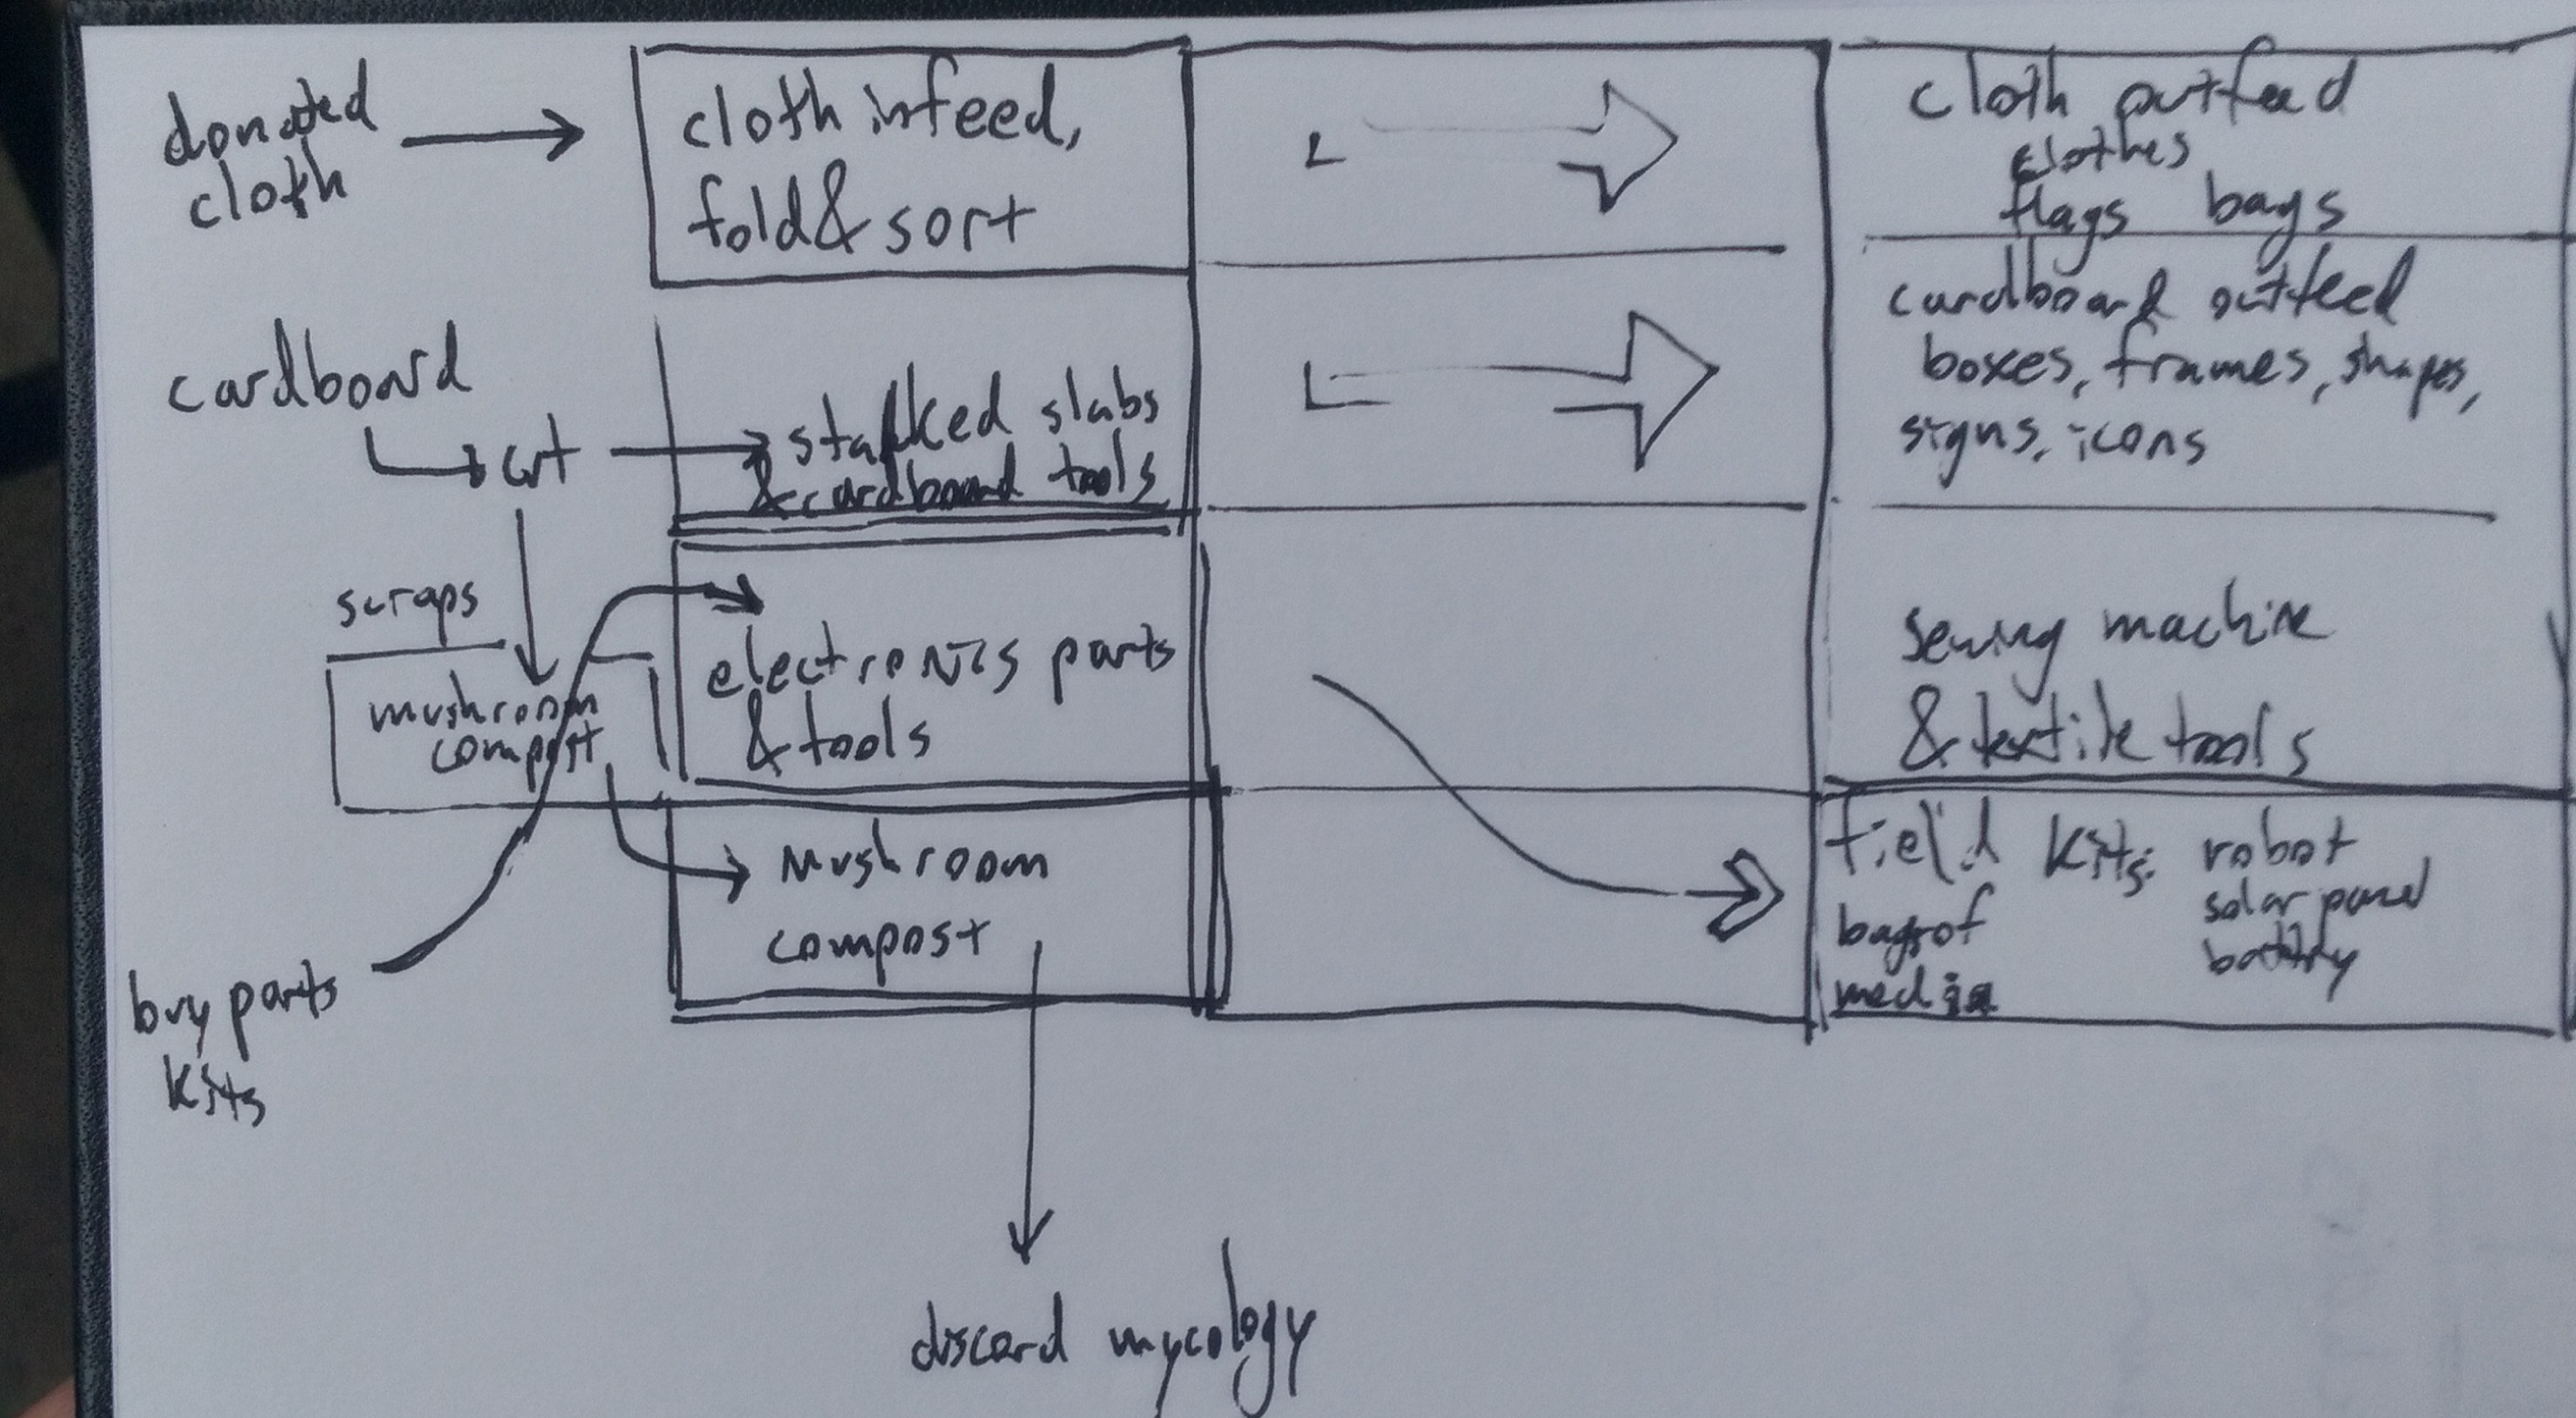 donated
cloth
cloth infeed,
fold & sort
cloth outfeed
clothes
flags bags
cardboard
cut
stacked slabs
& cardboard tools
cardboard outfeed
boxes, frames, shapes,
signs, icons
scraps
mushroom
compost
electronics parts
& tools
sewing machine
& textile tools
mushroom
compost
field kits: robot
solar panel
battery
bags of
media
buy parts
kits
discard mycology